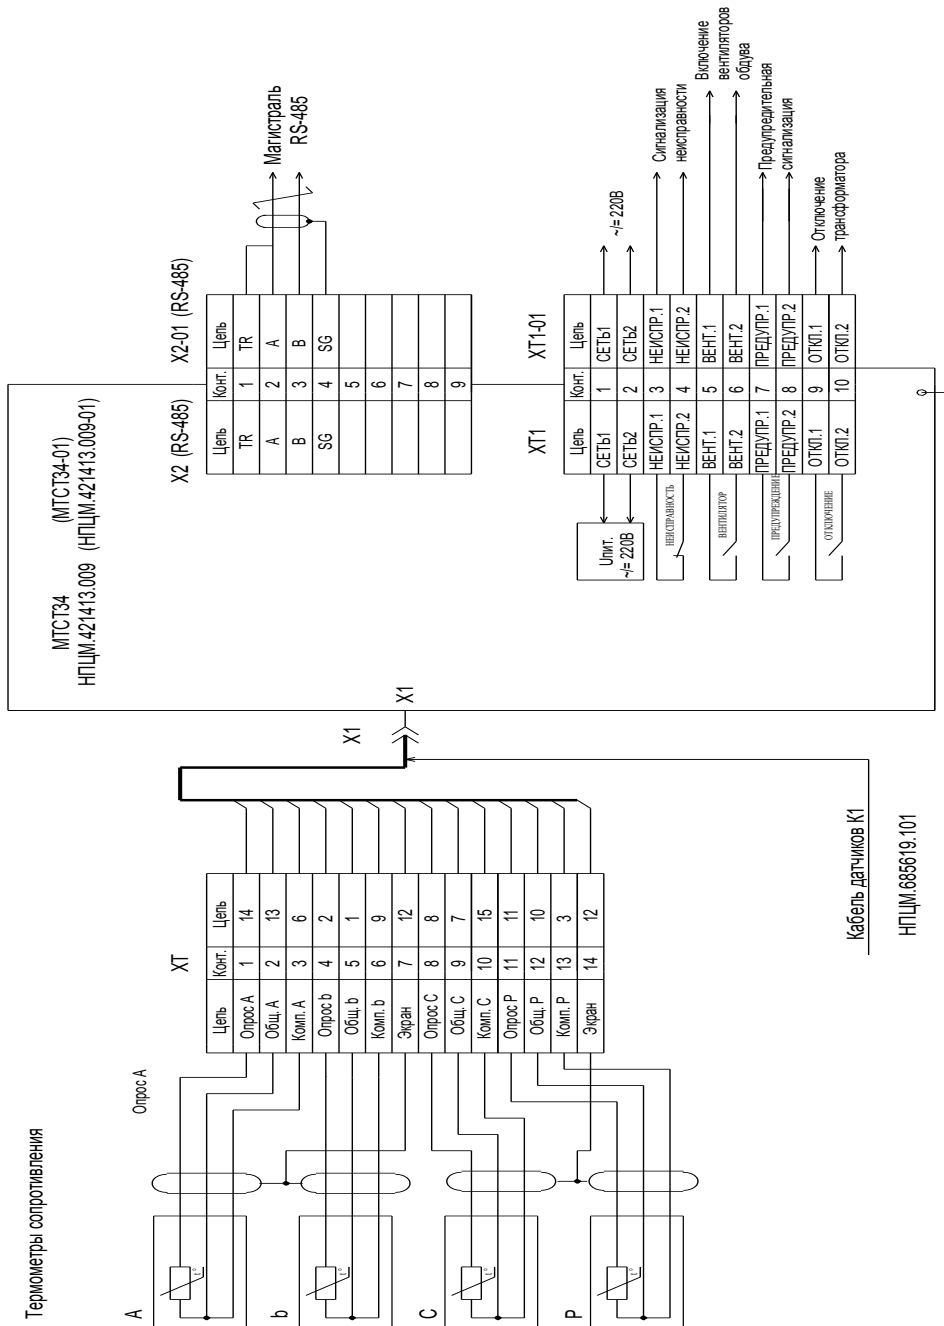 Термометры сопротивления
A
b
C
P
t°
t°
t°
t°
Опрос А
ХТ
Цепь Конт. Цепь
Опрос А 1 14
Общ. А 2 13
Комп. А 3 6
Опрос b 4 2
Общ. b 5 1
Комп. b 6 9
Экран 7 12
Опрос С 8 8
Общ. С 9 7
Комп. С 10 15
Опрос Р 11 11
Общ. Р 12 10
Комп. Р 13 3
Экран 14 12
Кабель датчиков К1
НПЦМ.685619.101
X1
X1
МТСТ34 (МТСТ34-01)
НПЦМ.421413.009 (НПЦМ.421413.009-01)
X2 (RS-485) X2-01 (RS-485)
Цепь Конт. Цепь
TR 1 TR
A 2 A
B 3 B
SG 4 SG
5
6
7
8
9
Магистраль
RS-485
XT1 XT1-01
Цепь Конт. Цепь
СЕТЬ1 1 СЕТЬ1
СЕТЬ2 2 СЕТЬ2
НЕИСПР.1 3 НЕИСПР.1
НЕИСПР.2 4 НЕИСПР.2
ВЕНТ.1 5 ВЕНТ.1
ВЕНТ.2 6 ВЕНТ.2
ПРЕДУПР.1 7 ПРЕДУПР.1
ПРЕДУПР.2 8 ПРЕДУПР.2
ОТКЛ.1 9 ОТКЛ.1
ОТКЛ.2 10 ОТКЛ.2
Uпит.
~/= 220В
НЕИСПРАВНОСТЬ
ВЕНТИЛЯТОР
ПРЕДУПРЕЖДЕНИЕ
ОТКЛЮЧЕНИЕ
~/= 220В
Сигнализация
неисправности
Включение
вентиляторов
обдува
Предупредительная
сигнализация
Отключение
трансформатора